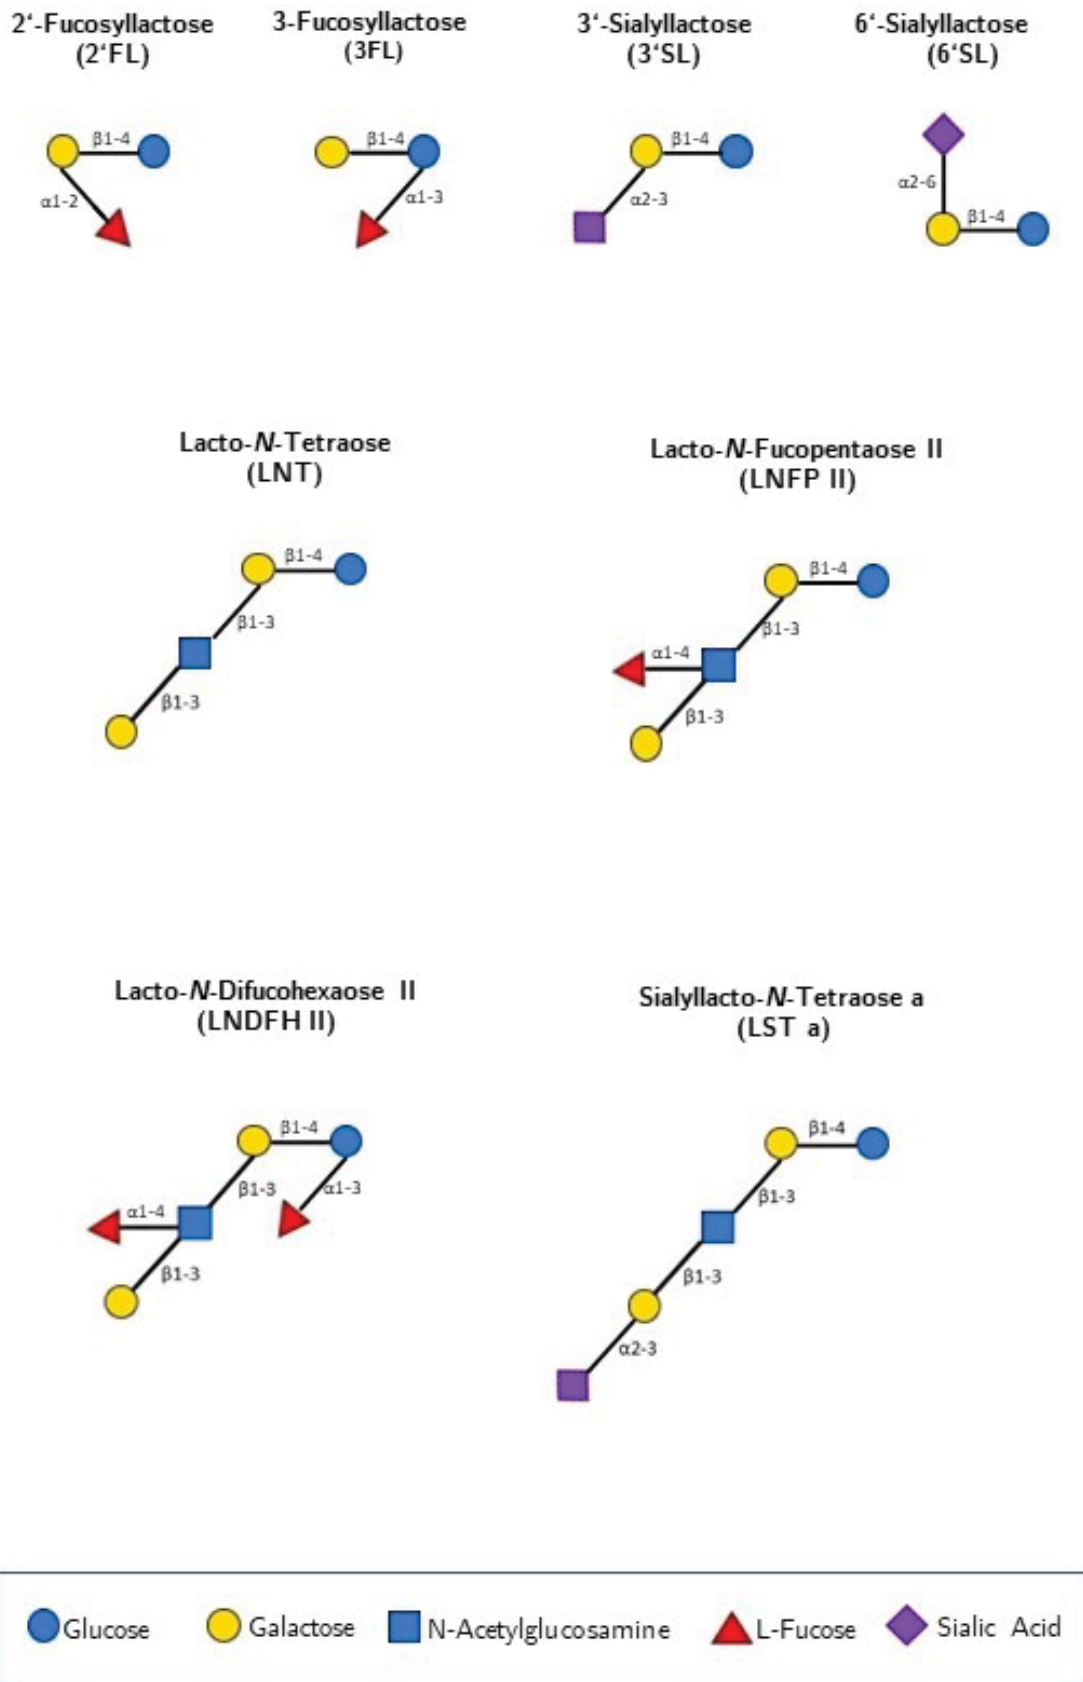 2‘-Fucosyllactose
(2‘FL)
3-Fucosyllactose
(3FL)
3‘-Sialyllactose
(3‘SL)
6‘-Sialyllactose
(6‘SL)
β1-4
α1-2
β1-4
α1-3
β1-4
α2-3
α2-6
β1-4
Lacto-N-Tetraose
(LNT)
Lacto-N-Fucopentaose II
(LNFP II)
β1-4
β1-3
β1-3
β1-4
β1-3
α1-4
β1-3
Lacto-N-Difucohexaose II
(LNDFH II)
Sialyllacto-N-Tetraose a
(LST a)
β1-4
β1-3
α1-3
α1-4
β1-3
β1-4
β1-3
β1-3
α2-3
Glucose
Galactose
N-Acetylglucosamine
L-Fucose
Sialic Acid